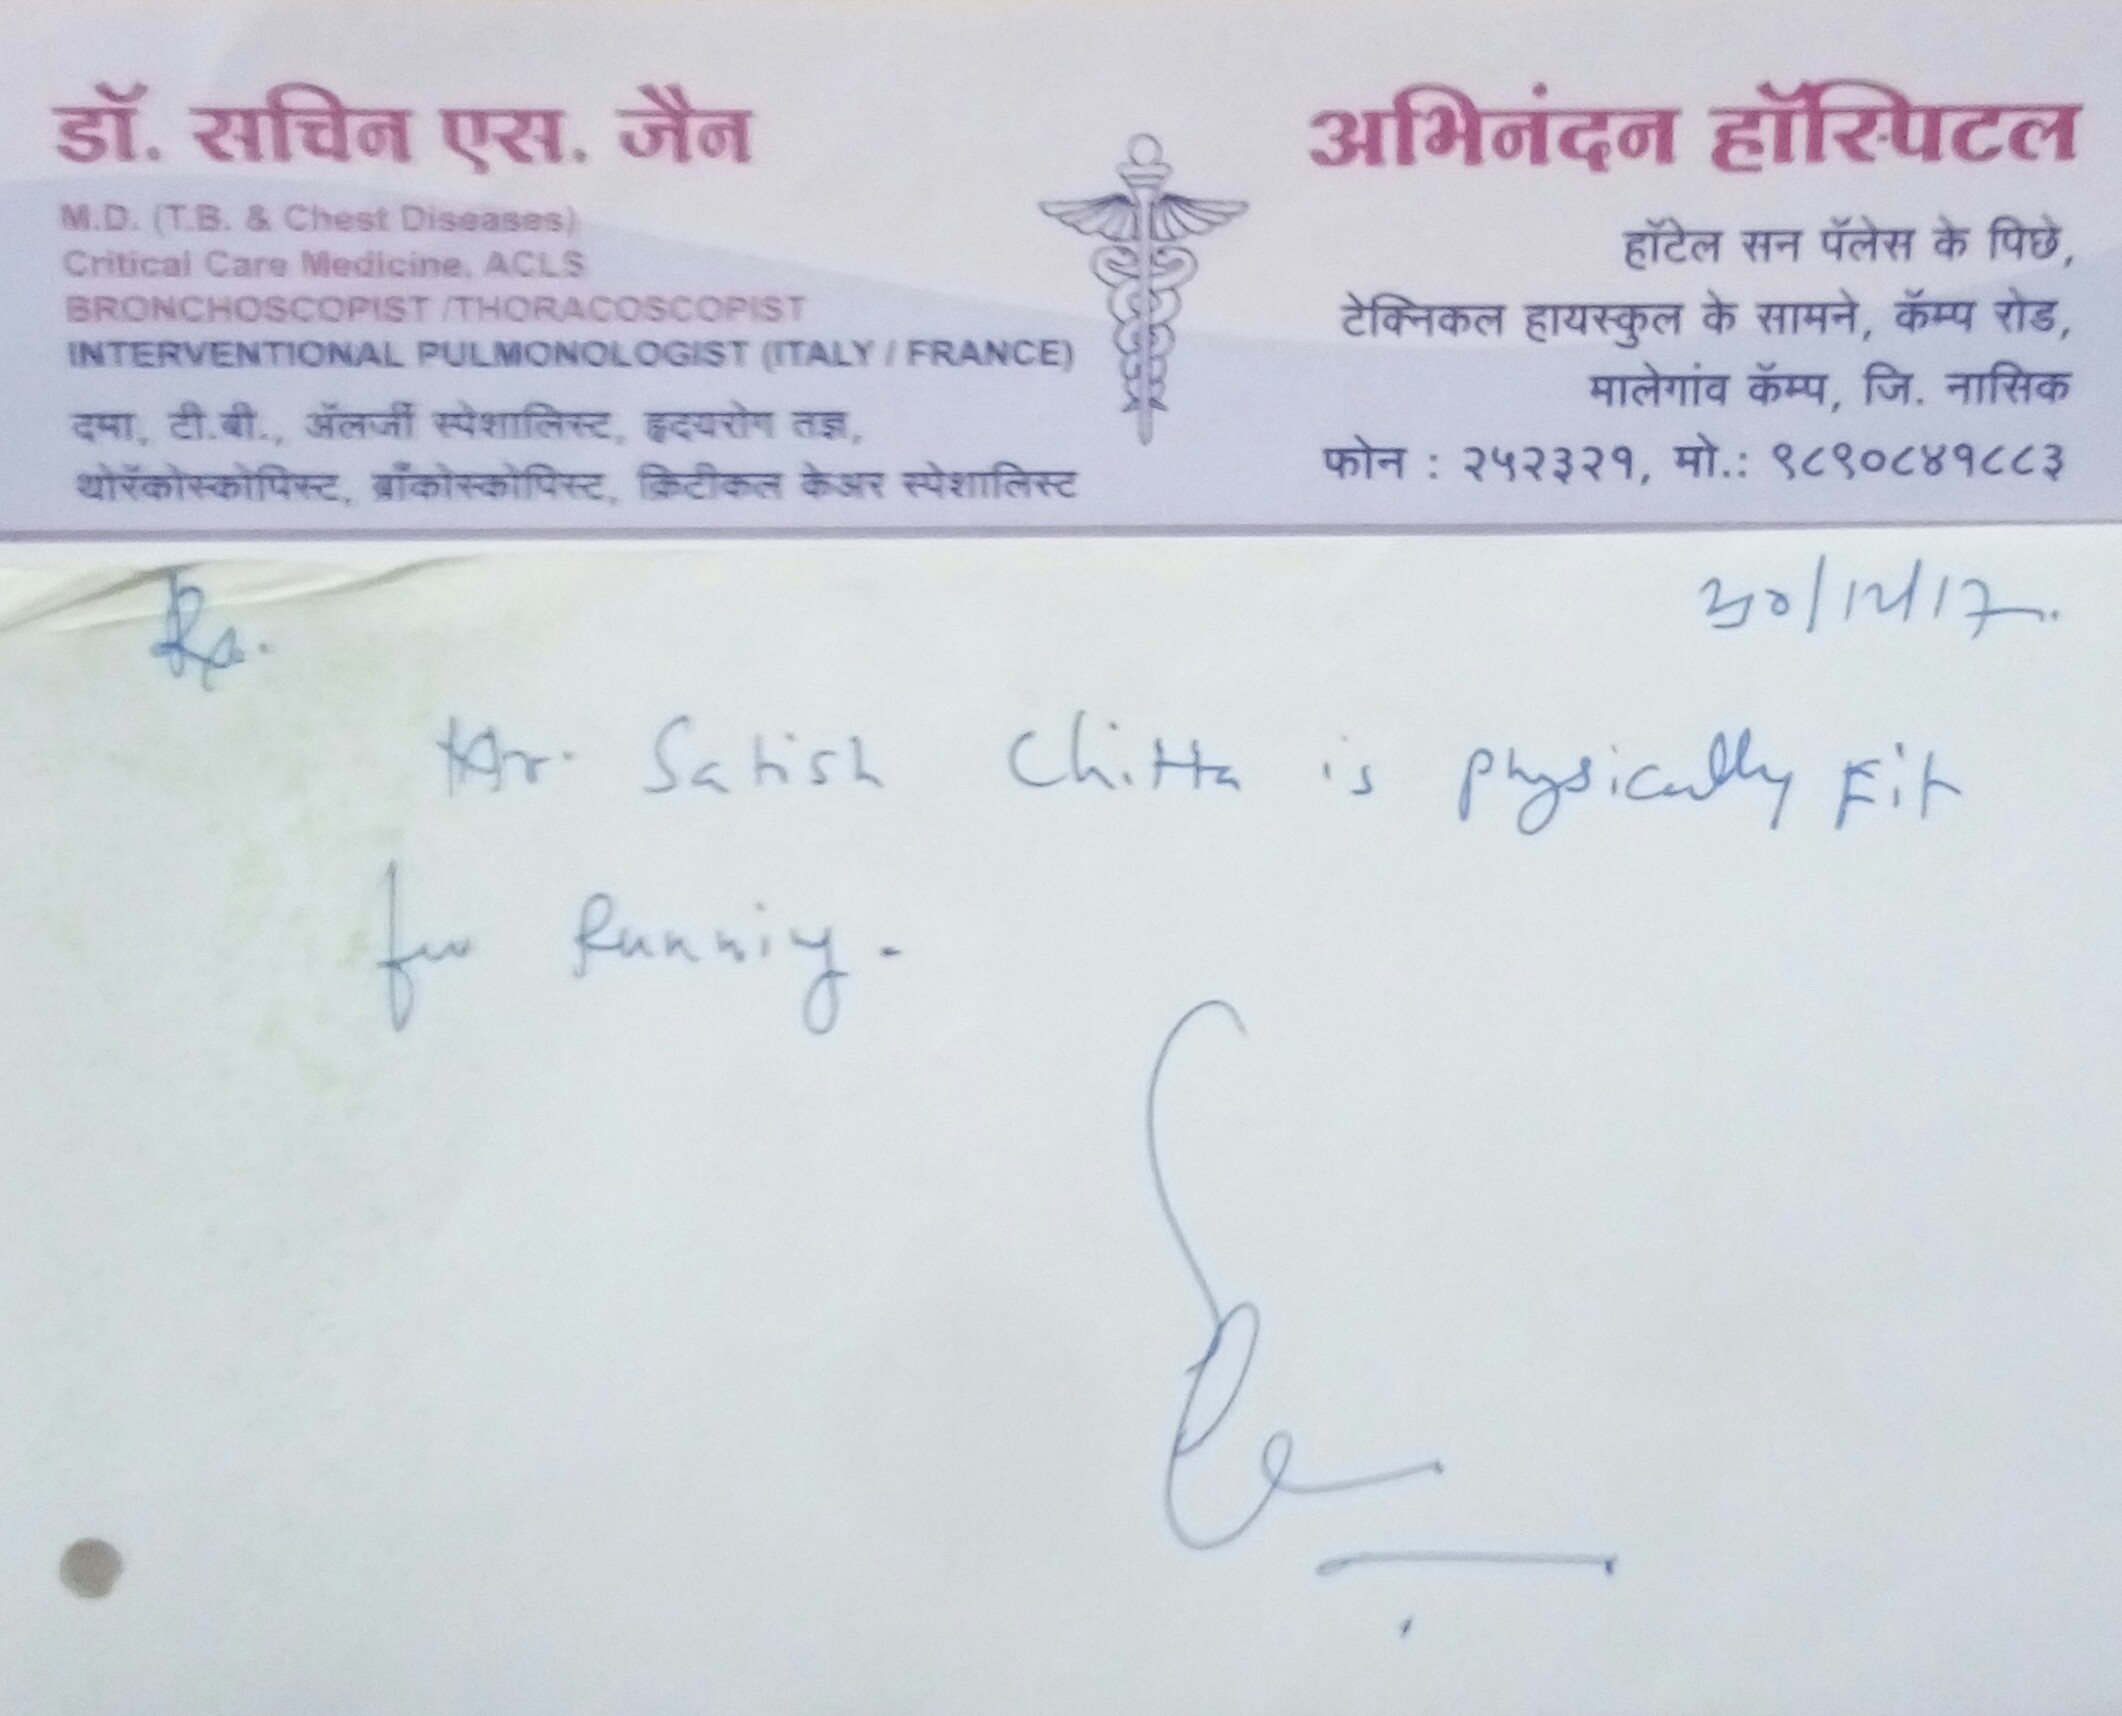 डॉ. सचिन एस. जैन
M.D. (T.B. & Chest Diseases)
Critical Care Medicine, ACLS
BRONCHOSCOPIST /THORACOSCOPIST
INTERVENTIONAL PULMONOLOGIST (ITALY / FRANCE)
दमा, टी.बी., ॲलर्जी स्पेशालिस्ट, हृदयरोग तज्ञ,
थोरॅकोस्कोपिस्ट, ब्राँकोस्कोपिस्ट, क्रिटीकल केअर स्पेशालिस्ट
अभिनंदन हॉस्पिटल
हॉटेल सन पॅलेस के पिछे,
टेक्निकल हायस्कुल के सामने, कॅम्प रोड,
मालेगांव कॅम्प, जि. नासिक
फोन : २५२३२१, मो.: ९८९०८४१८८३
Rx.
30/12/17.
Mr. Satish Chitta is physically Fit
for Running.